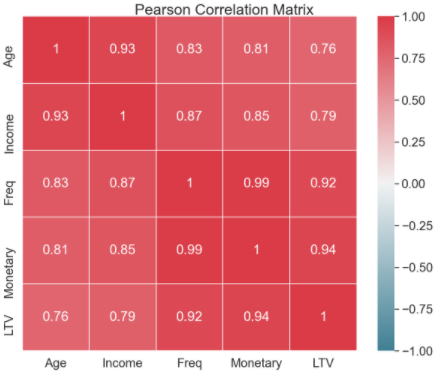 Pearson Correlation Matrix
Age 1 0.93 0.83 0.81 0.76
Income 0.93 1 0.87 0.85 0.79
Freq 0.83 0.87 1 0.99 0.92
Monetary 0.81 0.85 0.99 1 0.94
LTV 0.76 0.79 0.92 0.94 1
Age Income Freq Monetary LTV
1.00
0.75
0.50
0.25
0.00
−0.25
−0.50
−0.75
−1.00